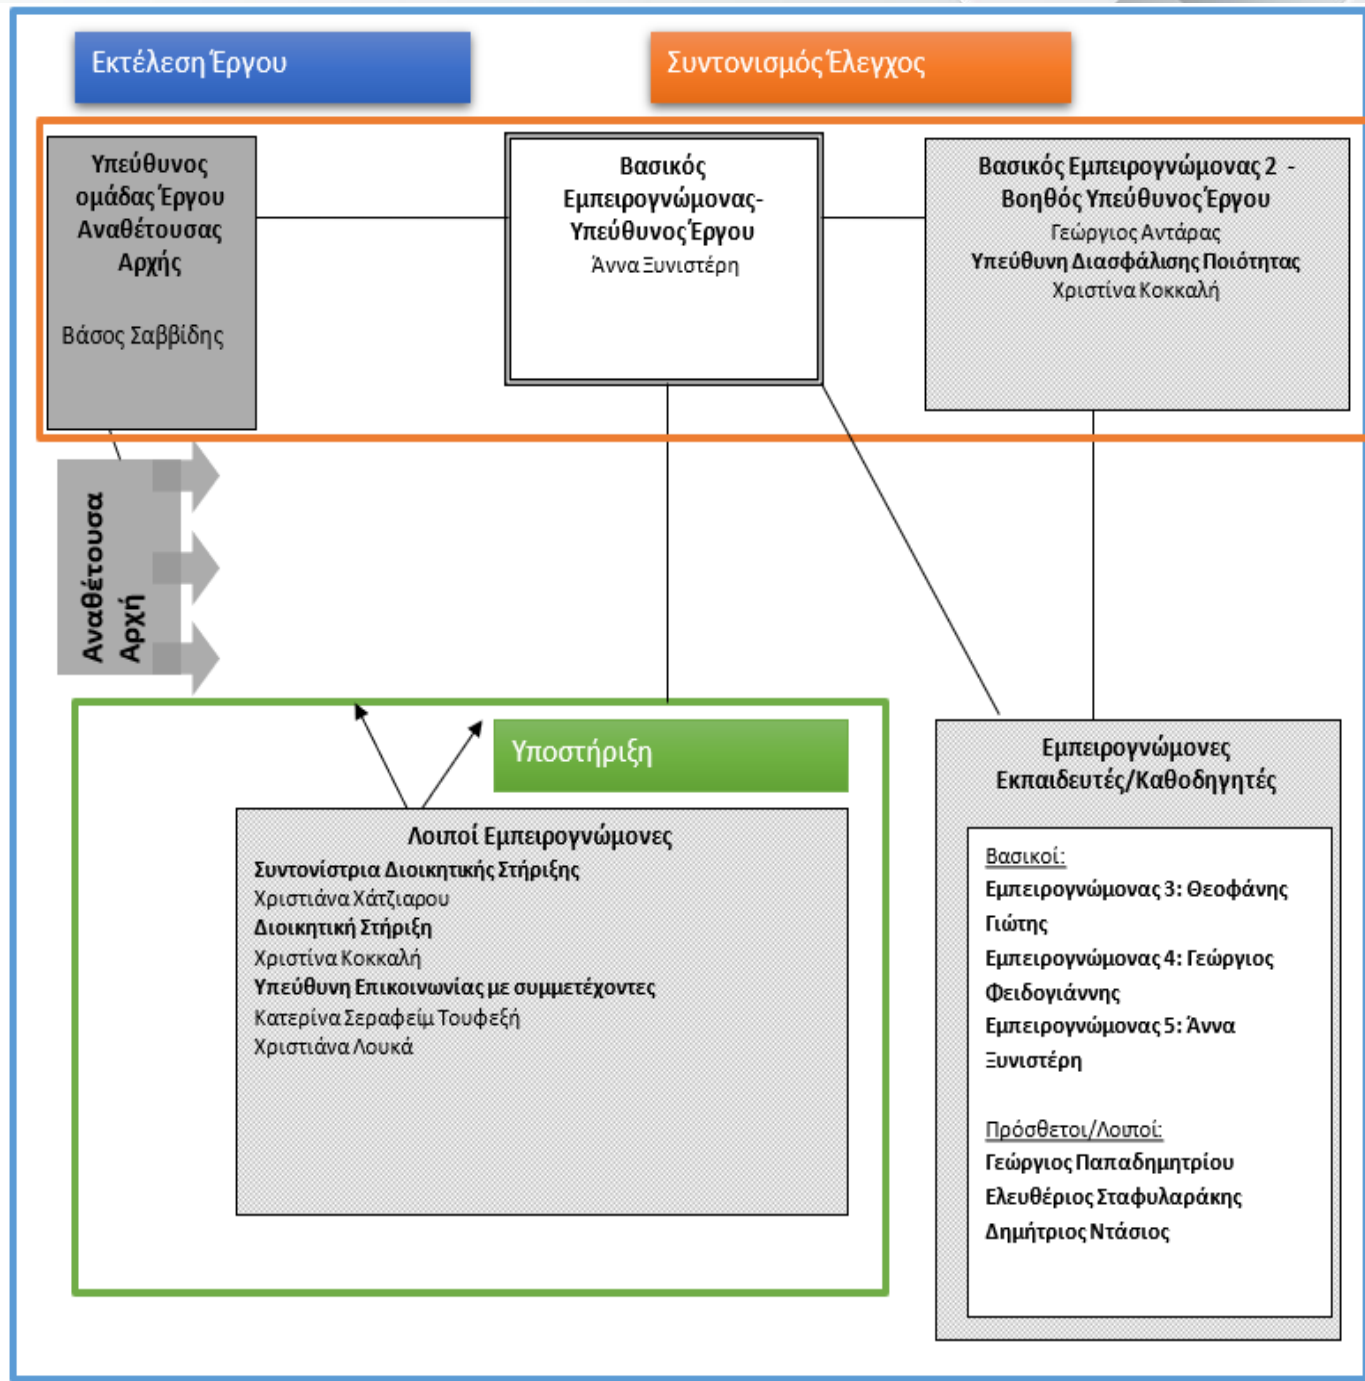 Εκτέλεση Έργου
Συντονισμός Έλεγχος
Υπεύθυνος
ομάδας Έργου
Αναθέτουσας
Αρχής
Βάσος Σαββίδης
Βασικός
Εμπειρογνώμονας-
Υπεύθυνος Έργου
Άννα Ξυνιστέρη
Βασικός Εμπειρογνώμονας 2 -
Βοηθός Υπεύθυνος Έργου
Γεώργιος Αντάρας
Υπεύθυνη Διασφάλισης Ποιότητας
Χριστίνα Κοκκαλή
Αναθέτουσα
Αρχή
Υποστήριξη
Λοιποί Εμπειρογνώμονες
Συντονίστρια Διοικητικής Στήριξης
Χριστιάνα Χάτζιαρου
Διοικητική Στήριξη
Χριστίνα Κοκκαλή
Υπεύθυνη Επικοινωνίας με συμμετέχοντες
Κατερίνα Σεραφείμ Τουφεξή
Χριστιάνα Λουκά
Εμπειρογνώμονες
Εκπαιδευτές/Καθοδηγητές
Βασικοί:
Εμπειρογνώμονας 3: Θεοφάνης
Γιώτης
Εμπειρογνώμονας 4: Γεώργιος
Φειδογιάννης
Εμπειρογνώμονας 5: Άννα
Ξυνιστέρη
Πρόσθετοι/Λοιποί:
Γεώργιος Παπαδημητρίου
Ελευθέριος Σταφυλαράκης
Δημήτριος Ντάσιος